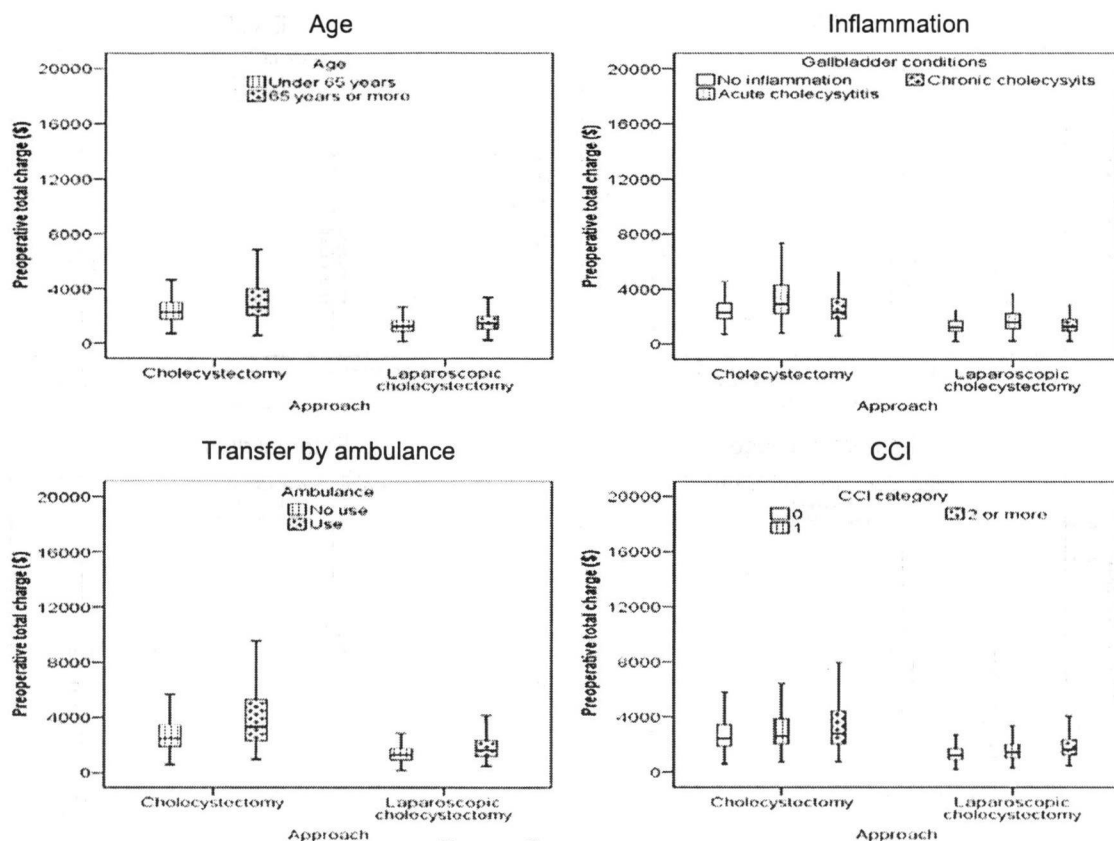 Age
Preoperative total charge ($)
20000
16000
12000
8000
4000
0
Age
Under 65 years
65 years or more
Cholecystectomy
Laparoscopic
cholecystectomy
Approach
Inflammation
Preoperative total charge ($)
20000
16000
12000
8000
4000
0
Gallbladder conditions
No inflammation
Chronic cholecysyits
Acute cholecysytitis
Cholecystectomy
Laparoscopic
cholecystectomy
Approach
Transfer by ambulance
Preoperative total charge ($)
20000
16000
12000
8000
4000
0
Ambulance
No use
Use
Cholecystectomy
Laparoscopic
cholecystectomy
Approach
CCI
Preoperative total charge ($)
20000
16000
12000
8000
4000
0
CCI category
0
2 or more
1
Cholecystectomy
Laparoscopic
cholecystectomy
Approach